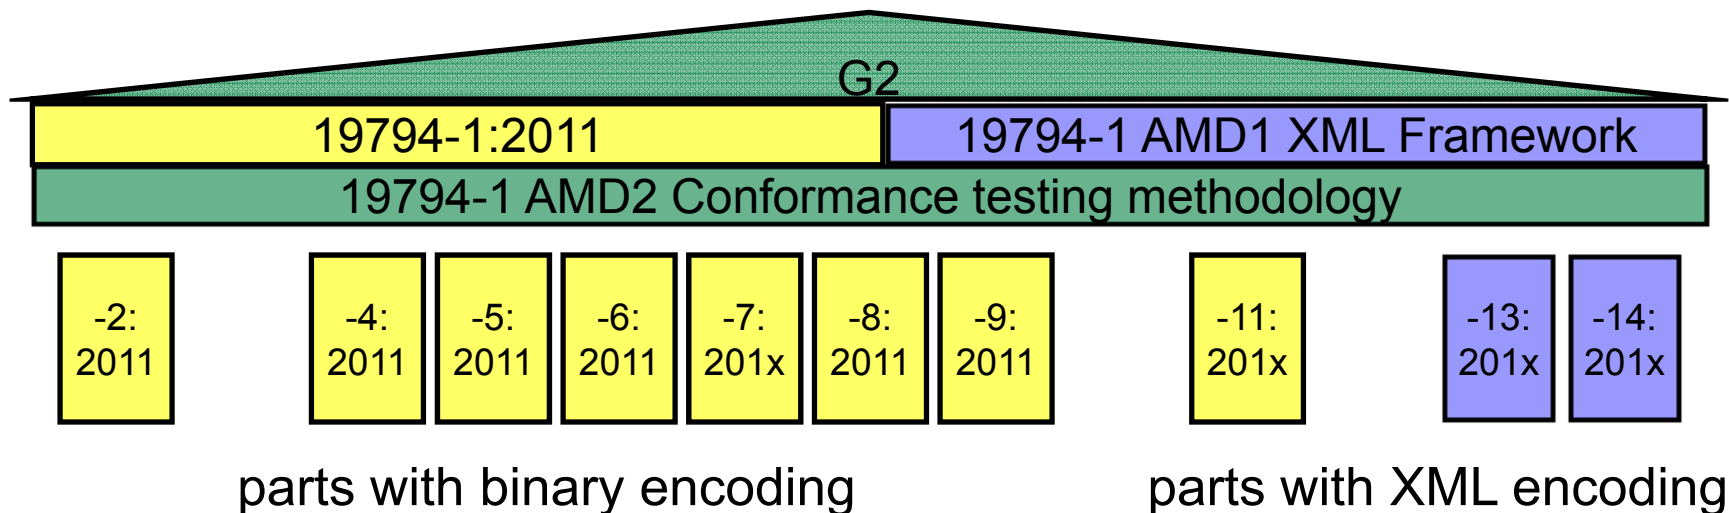 G2
19794-1:2011
19794-1 AMD1 XML Framework
19794-1 AMD2 Conformance testing methodology
-2:
2011
-4:
2011
-5:
2011
-6:
2011
-7:
201x
-8:
2011
-9:
2011
-11:
201x
-13:
201x
-14:
201x
parts with binary encoding
parts with XML encoding